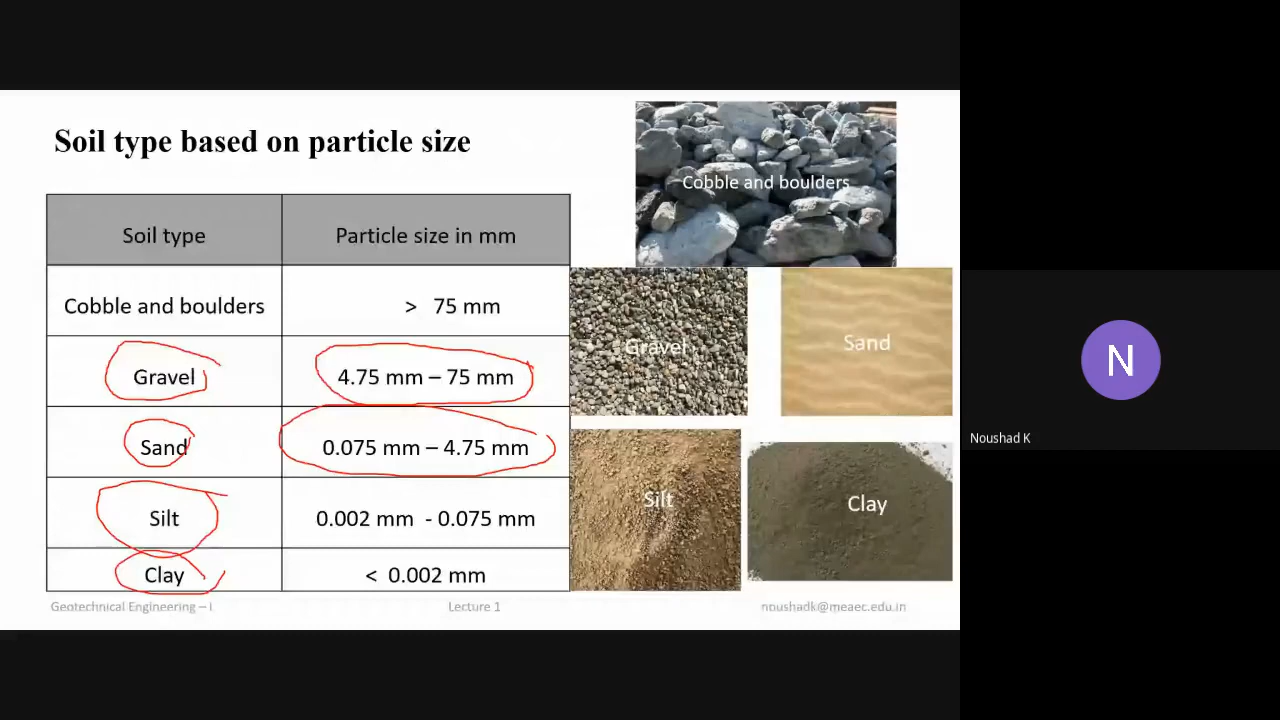 Soil type based on particle size
Soil type
Particle size in mm
Cobble and boulders
> 75 mm
Gravel
4.75 mm – 75 mm
Sand
0.075 mm – 4.75 mm
Silt
0.002 mm - 0.075 mm
Clay
< 0.002 mm
Cobble and boulders
Gravel
Sand
Silt
Clay
Geotechnical Engineering – I
Lecture 1
noushadk@meaec.edu.in
N
Noushad K